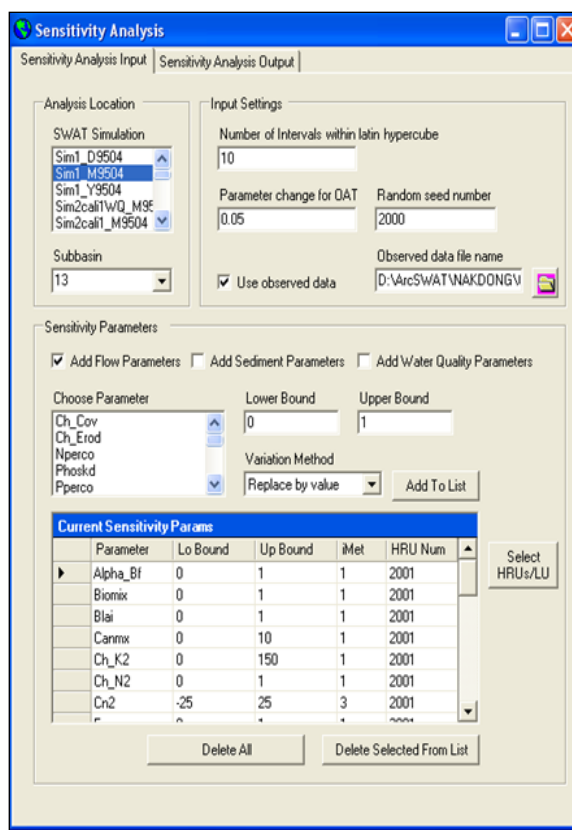 Sensitivity Analysis
Sensitivity Analysis Input Sensitivity Analysis Output
Analysis Location
SWAT Simulation
Sim1_D9504
Sim1_M9504
Sim1_Y9504
Sim2cali1WQ_M95
Sim2cali1_M9504
Subbasin
13
Input Settings
Number of Intervals within latin hypercube
10
Parameter change for OAT Random seed number
0.05 2000
Observed data file name
Use observed data D:\ArcSWAT\NAKDONG\
Sensitivity Parameters
Add Flow Parameters Add Sediment Parameters Add Water Quality Parameters
Choose Parameter Lower Bound Upper Bound
Ch_Cov
Ch_Erod
Nperco
Phoskd
Pperco
0 1
Variation Method
Replace by value Add To List
Current Sensitivity Params
Parameter Lo Bound Up Bound iMet HRU Num
Alpha_Bf 0 1 1 2001
Biomix 0 1 1 2001
Blai 0 1 1 2001
Canmx 0 10 1 2001
Ch_K2 0 150 1 2001
Ch_N2 0 1 1 2001
Cn2 -25 25 3 2001
Select
HRUs/LU
Delete All Delete Selected From List